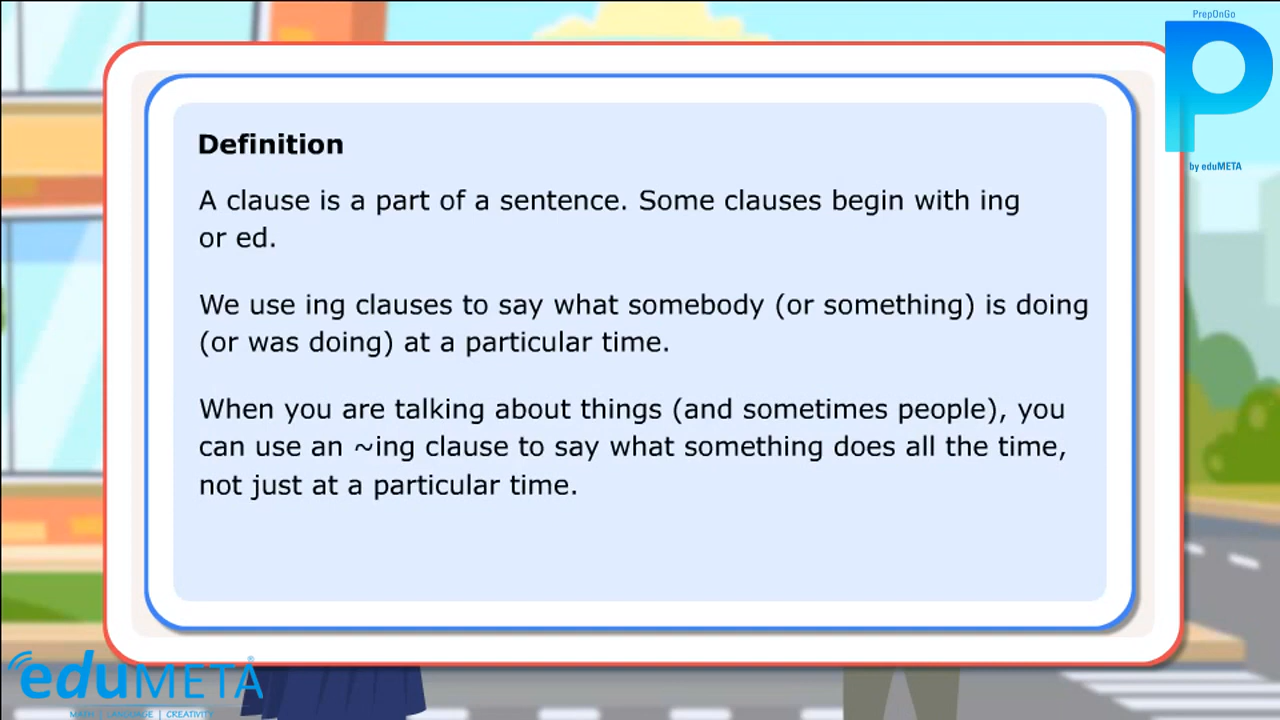 PrepOnGo
P
by eduMETA
Definition
A clause is a part of a sentence. Some clauses begin with ing
or ed.
We use ing clauses to say what somebody (or something) is doing
(or was doing) at a particular time.
When you are talking about things (and sometimes people), you
can use an ~ing clause to say what something does all the time,
not just at a particular time.
eduMETA®
MATH | LANGUAGE | CREATIVITY